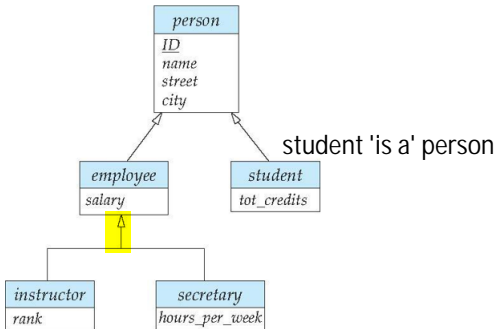 person
ID
name
street
city
student 'is a' person
employee
salary
student
tot_credits
instructor
rank
secretary
hours_per_week